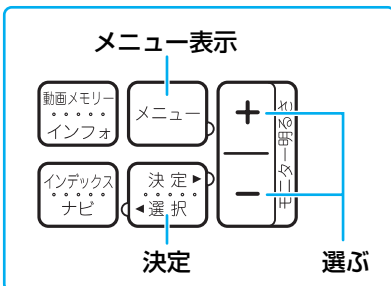 メニュー表示
動画メモリー
インフォ
メニュー
+
−
モニター明るさ
インデックス
ナビ
決定▶
◀選択
決定
選ぶ